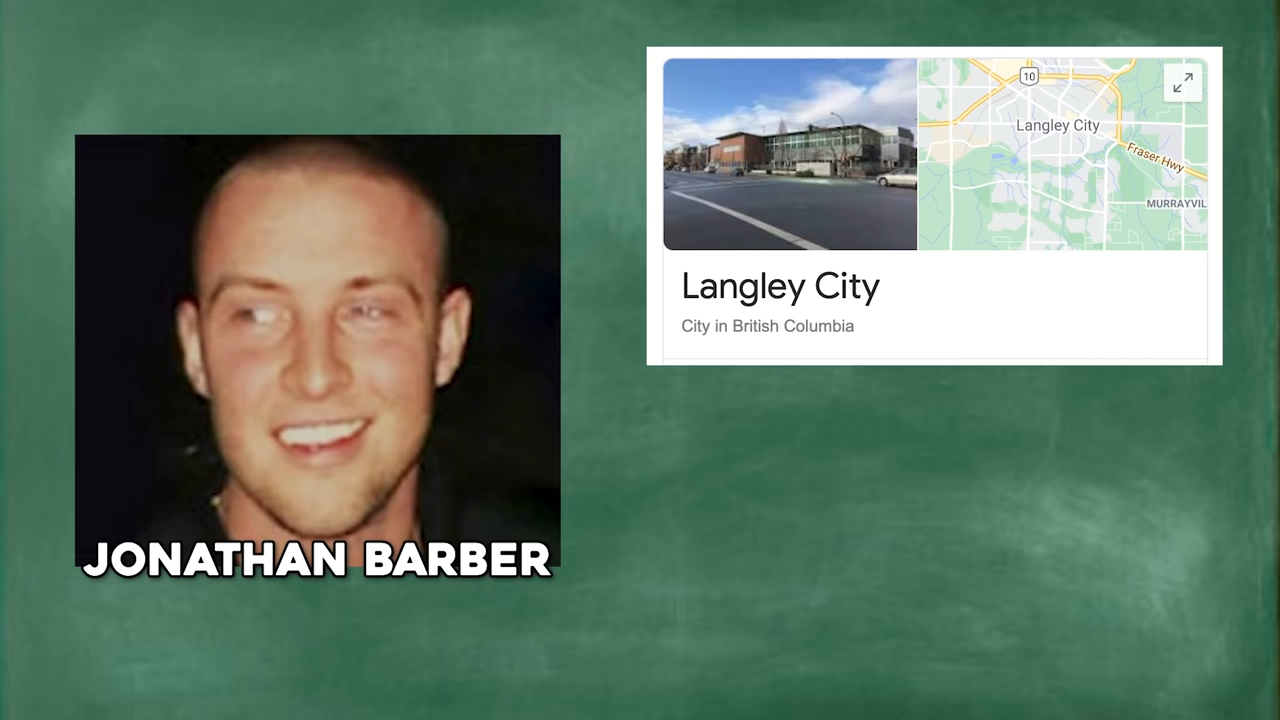 JONATHAN BARBER
10
Langley City
Fraser Hwy
MURRAYVIL
Langley City
City in British Columbia